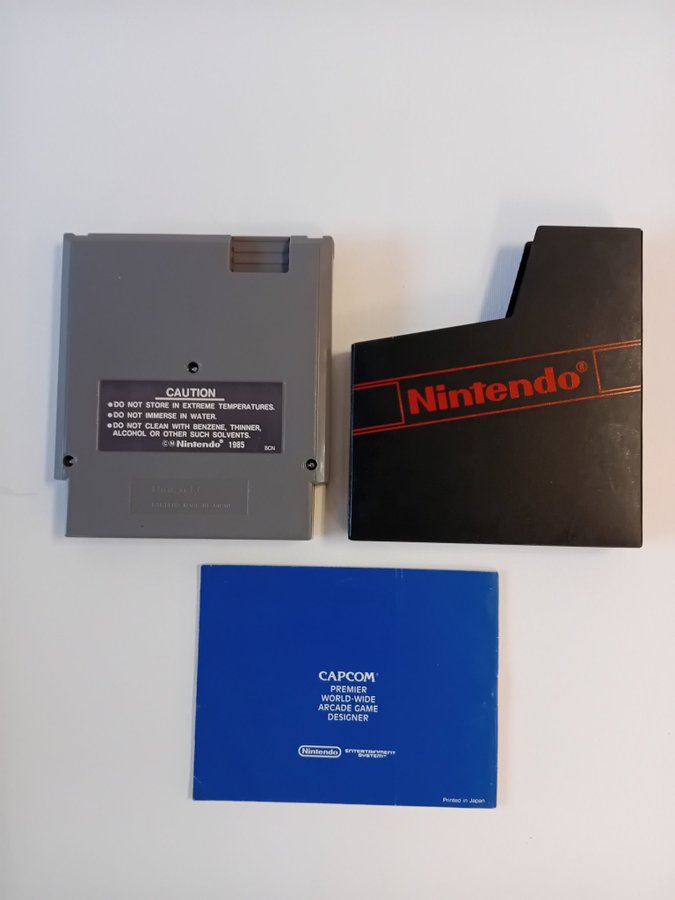 CAUTION
●DO NOT STORE IN EXTREME TEMPERATURES.
●DO NOT IMMERSE IN WATER.
●DO NOT CLEAN WITH BENZENE, THINNER,
ALCOHOL OR OTHER SUCH SOLVENTS.
©Ⓜ Nintendo® 1985
SCN
Nintendo®
CAPCOM®
PREMIER
WORLD-WIDE
ARCADE GAME
DESIGNER
Nintendo ENTERTAINMENT SYSTEM™
Printed in Japan